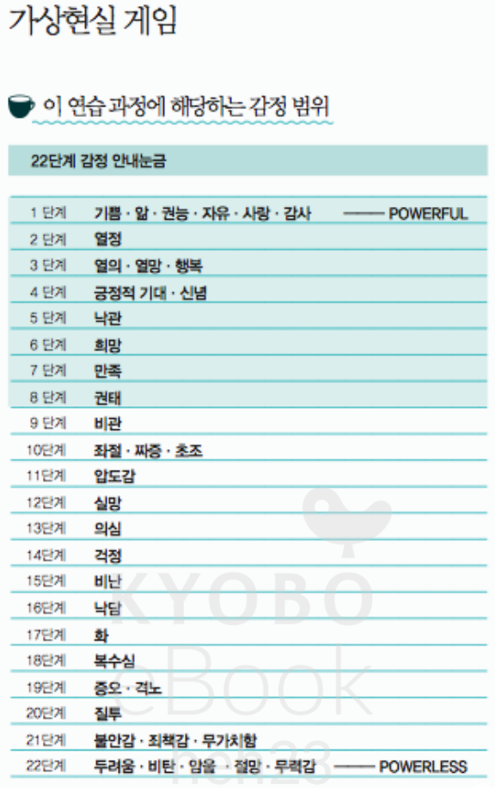 가상현실 게임
이 연습 과정에 해당하는 감정 범위
22단계 감정 안내눈금
1 단계 기쁨 · 앎 · 권능 · 자유 · 사랑 · 감사 —— POWERFUL
2 단계 열정
3 단계 열의 · 열망 · 행복
4 단계 긍정적 기대 · 신념
5 단계 낙관
6 단계 희망
7 단계 만족
8 단계 권태
9 단계 비관
10단계 좌절 · 짜증 · 초조
11단계 압도감
12단계 실망
13단계 의심
14단계 걱정
15단계 비난
16단계 낙담
17단계 화
18단계 복수심
19단계 증오 · 격노
20단계 질투
21단계 불안감 · 죄책감 · 무가치함
22단계 두려움 · 비탄 · 암울 · 절망 · 무력감 —— POWERLESS
KYOBO
eBook